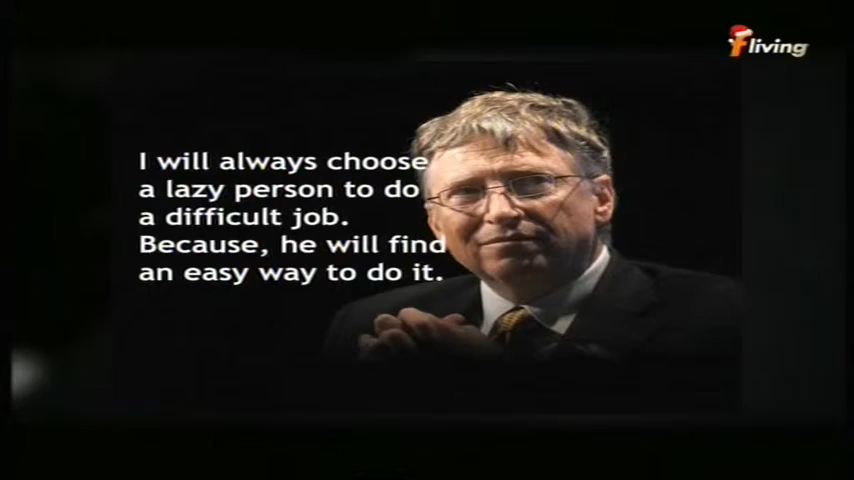 f living
I will always choose
a lazy person to do
a difficult job.
Because, he will find
an easy way to do it.